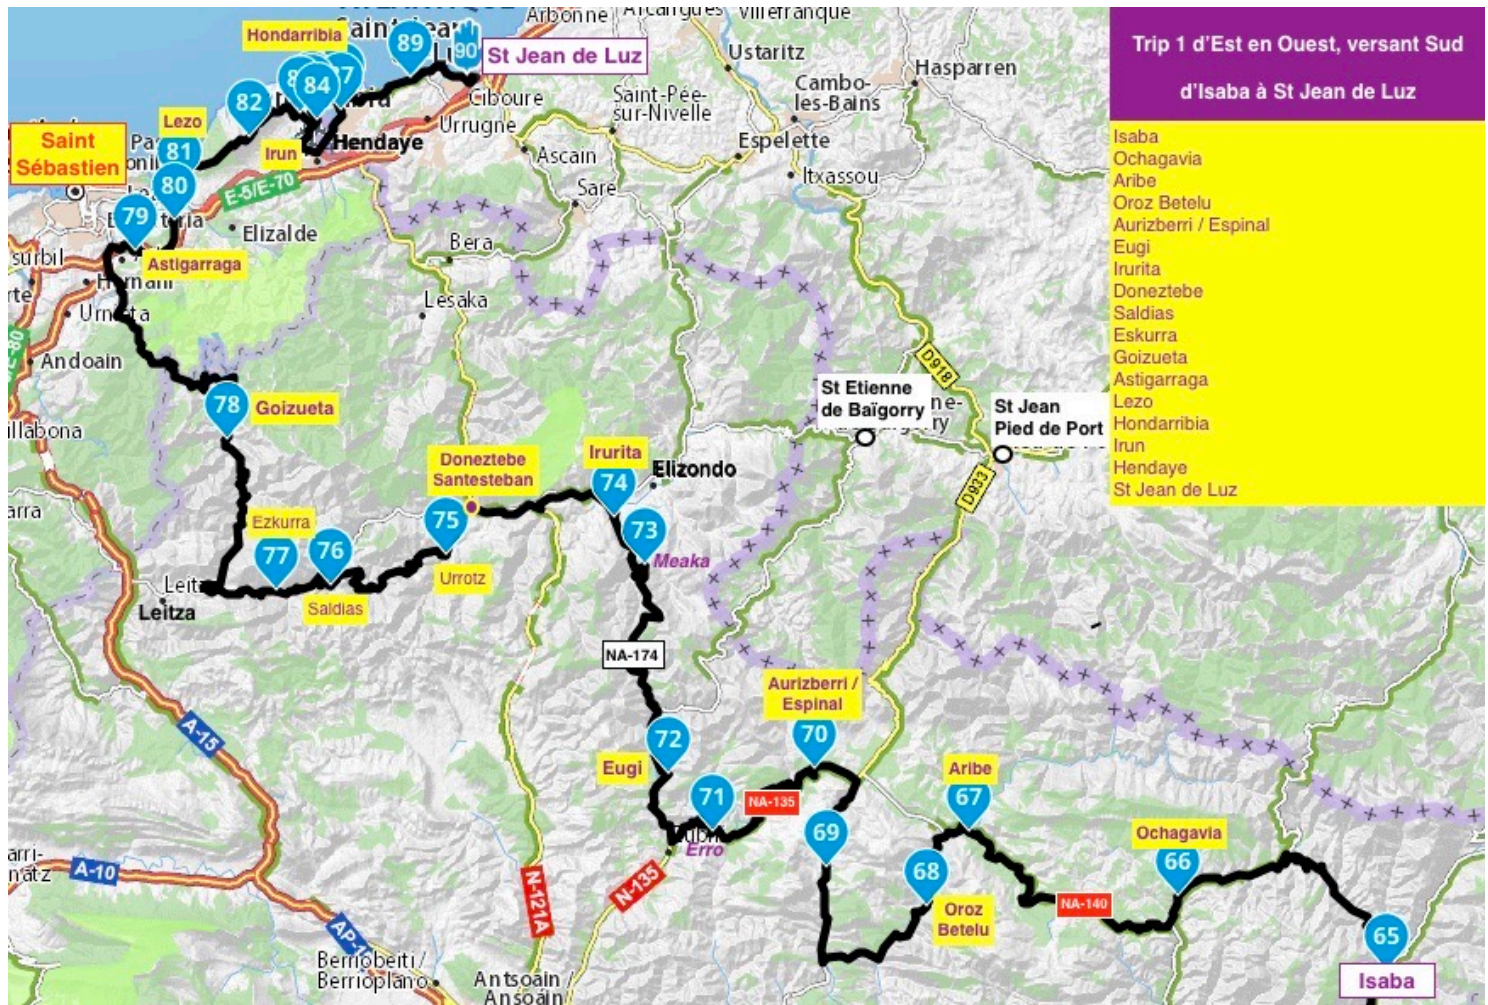 Arbonne
Arcangues
Villefranque
Hondarribia
89
90
St Jean de Luz
Ustaritz
Hasparren
Cambo-
les-Bains
82
84
Ciboure
Saint-Pée-
sur-Nivelle
Urrugne
Lezo
81
Saint
Sébastien
Irun
Hendaye
Espelette
Ascain
Itxassou
80
E-5/E-70
Sare
79
Elizalde
Bera
Astigarraga
Lesaka
Andoain
78
Goizueta
D918
St Etienne
de Baïgorry
St Jean
Pied de Port
D933
Doneztebe
Santesteban
Irurita
74
Elizondo
75
73
Meaka
Ezkurra
77
76
Urrotz
Saldias
Leitza
NA-174
A-15
Aurizberri /
Espinal
70
72
Eugi
71
NA-135
Erro
69
Aribe
67
Ochagavia
66
68
Oroz
Betelu
NA-140
65
Isaba
A-10
N-121A
N-135
Berriobeiti /
Berrioplano
Antsoain /
Ansoain
Trip 1 d'Est en Ouest, versant Sud
d'Isaba à St Jean de Luz
Isaba
Ochagavia
Aribe
Oroz Betelu
Aurizberri / Espinal
Eugi
Irurita
Doneztebe
Saldias
Eskurra
Goizueta
Astigarraga
Lezo
Hondarribia
Irun
Hendaye
St Jean de Luz